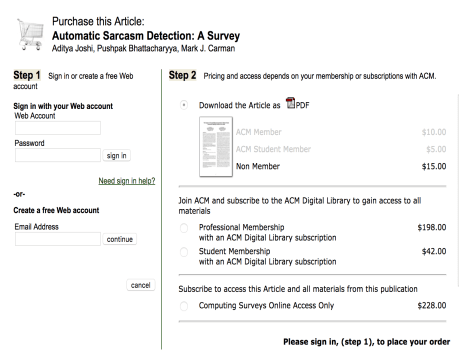 Purchase this Article:
Automatic Sarcasm Detection: A Survey
Aditya Joshi, Pushpak Bhattacharyya, Mark J. Carman
Step 1 Sign in or create a free Web
account
Sign in with your Web account
Web Account
Password
sign in
Need sign in help?
-or-
Create a free Web account
Email Address
continue
cancel
Step 2 Pricing and access depends on your membership or subscriptions with ACM.
Download the Article as PDF
ACM Member $10.00
ACM Student Member $5.00
Non Member $15.00
Join ACM and subscribe to the ACM Digital Library to gain access to all
materials
Professional Membership $198.00
with an ACM Digital Library subscription
Student Membership $42.00
with an ACM Digital Library subscription
Subscribe to access this Article and all materials from this publication
Computing Surveys Online Access Only $228.00
Please sign in, (step 1), to place your order